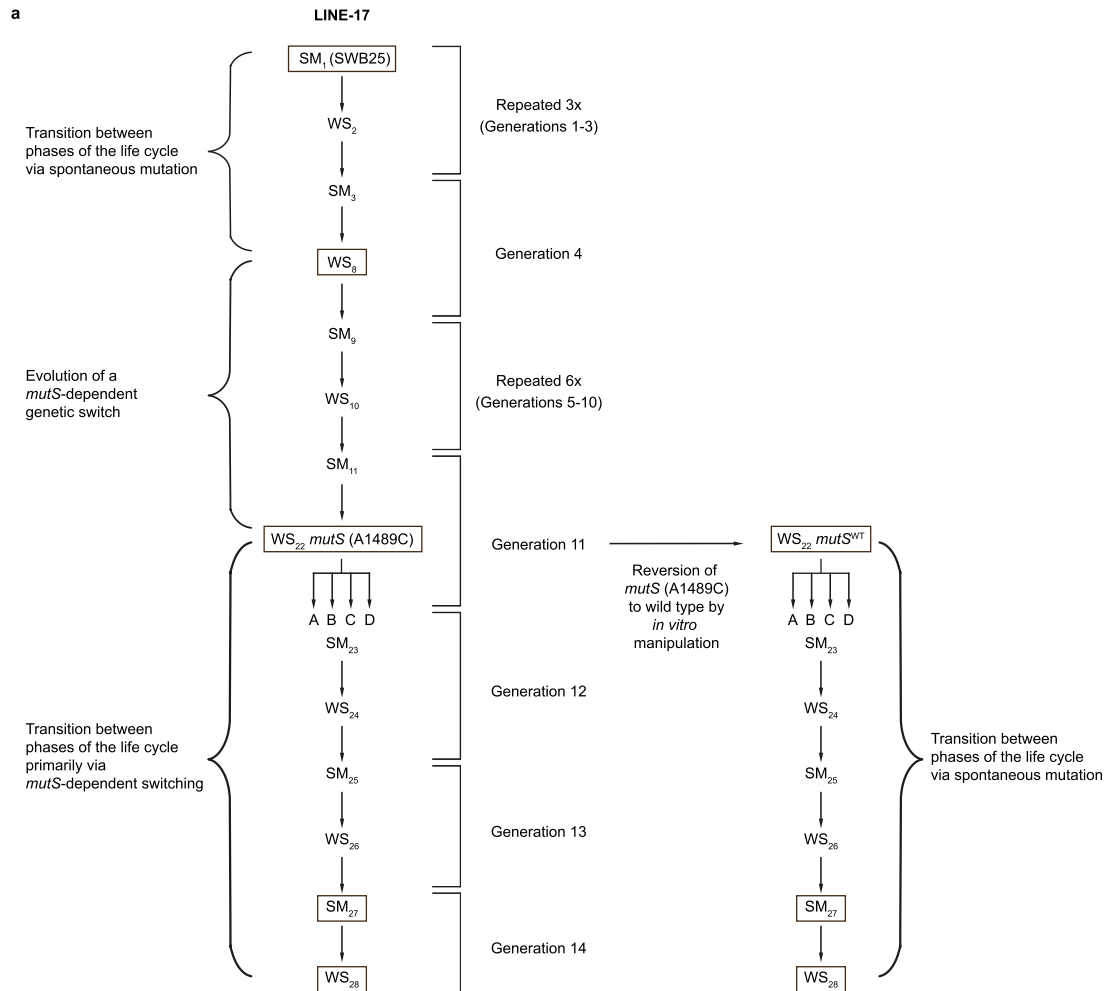 a
LINE-17
SM₁ (SWB25)
WS₂
SM₃
WS₈
SM₉
WS₁₀
SM₁₁
WS₂₂ mutS (A1489C)
A B C D
SM₂₃
WS₂₄
SM₂₅
WS₂₆
SM₂₇
WS₂₈
Transition between
phases of the life cycle
via spontaneous mutation
Evolution of a
mutS-dependent
genetic switch
Transition between
phases of the life cycle
primarily via
mutS-dependent switching
Repeated 3x
(Generations 1-3)
Generation 4
Repeated 6x
(Generations 5-10)
Generation 11
Generation 12
Generation 13
Generation 14
Reversion of
mutS (A1489C)
to wild type by
in vitro
manipulation
WS₂₂ mutSᵂᵀ
A B C D
SM₂₃
WS₂₄
SM₂₅
WS₂₆
SM₂₇
WS₂₈
Transition between
phases of the life cycle
via spontaneous mutation